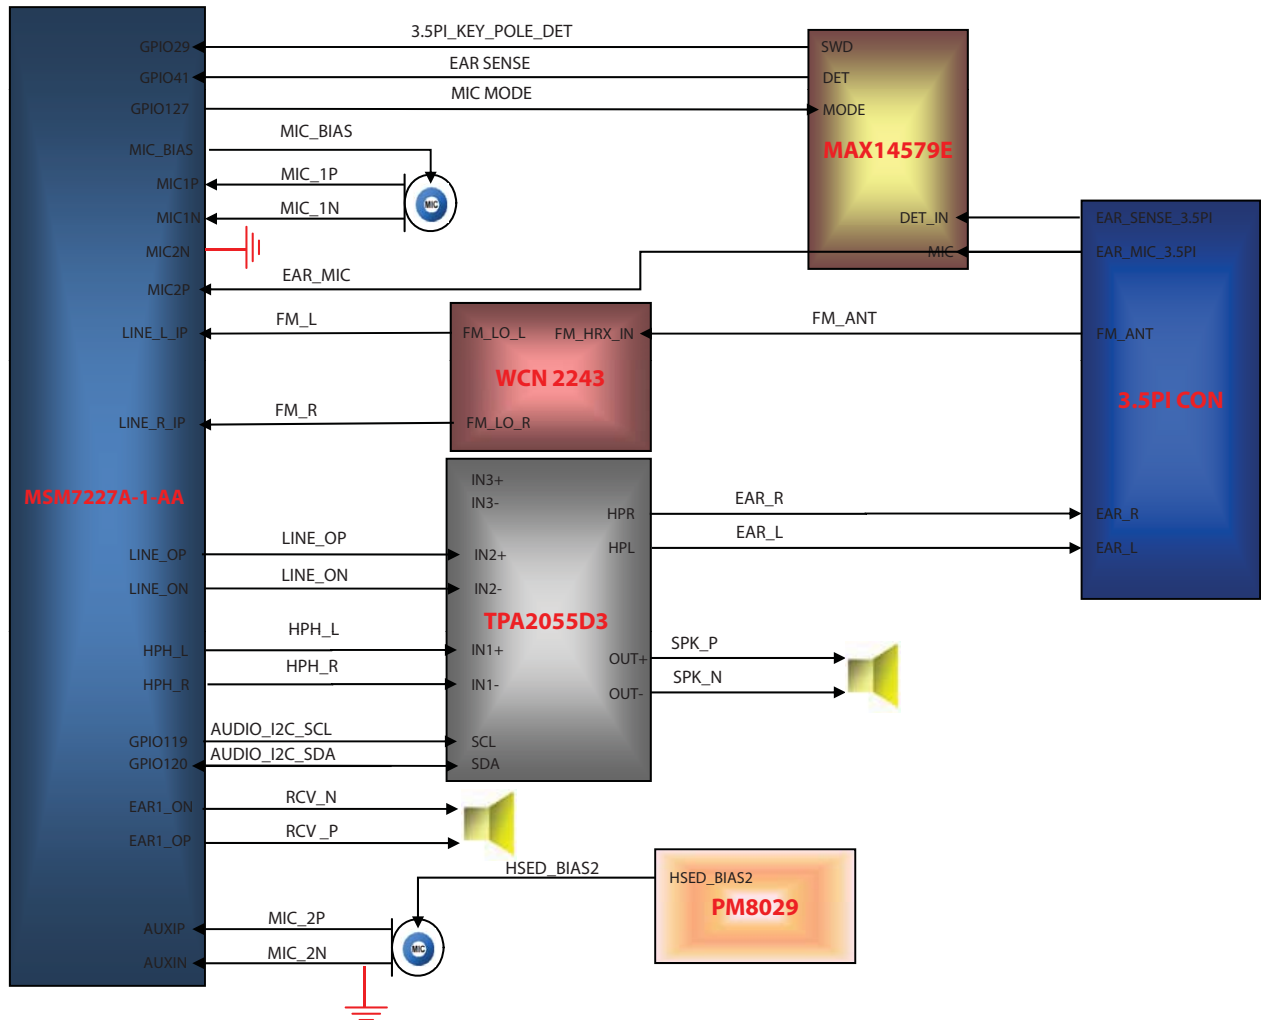 3.5PI_KEY_POLE_DET
GPIO29
SWD
EAR SENSE
GPIO41
DET
MIC MODE
GPIO127
MODE
MIC_BIAS
MIC_BIAS
MAX14579E
MIC_1P
MIC1P
MIC
MIC_1N
MIC1N
DET_IN
EAR_SENSE_3.5PI
MIC2N
MIC
EAR_MIC_3.5PI
EAR_MIC
MIC2P
FM_L
FM_ANT
LINE_L_IP
FM_LO_L
FM_HRX_IN
FM_ANT
WCN 2243
3.5PI CON
FM_R
LINE_R_IP
FM_LO_R
IN3+
MSM7227A-1-AA
IN3-
EAR_R
HPR
EAR_R
EAR_L
LINE_OP
HPL
EAR_L
LINE_OP
IN2+
LINE_ON
LINE_ON
IN2-
TPA2055D3
HPH_L
SPK_P
HPH_L
IN1+
OUT+
HPH_R
SPK_N
HPH_R
IN1-
OUT-
AUDIO_I2C_SCL
GPIO119
SCL
AUDIO_I2C_SDA
GPIO120
SDA
RCV_N
EAR1_ON
RCV _P
EAR1_OP
HSED_BIAS2
HSED_BIAS2
PM8029
MIC_2P
AUXIP
MIC
MIC_2N
AUXIN